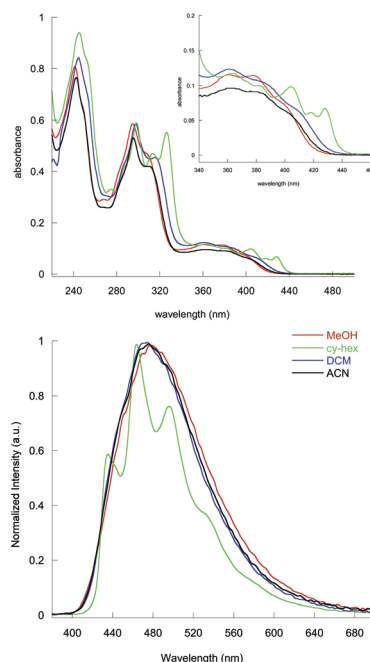 absorbance
1
0.8
0.6
0.4
0.2
0
240 280 320 360 400 440 480
wavelength (nm)
absorbance
0.2
0.15
0.1
0.05
0
340 360 380 400 420 440 46
wavelength (nm)
MeOH
cy-hex
DCM
ACN
Normalized Intensity (a.u.)
1
0.8
0.6
0.4
0.2
0
400 440 480 520 560 600 640 680
Wavelength (nm)